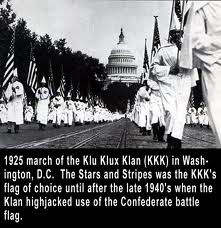 1925 march of the Klu Klux Klan (KKK) in Wash-
ington, D.C.  The Stars and Stripes was the KKK's
flag of choice until after the late 1940's when the
Klan highjacked use of the Confederate battle
flag.